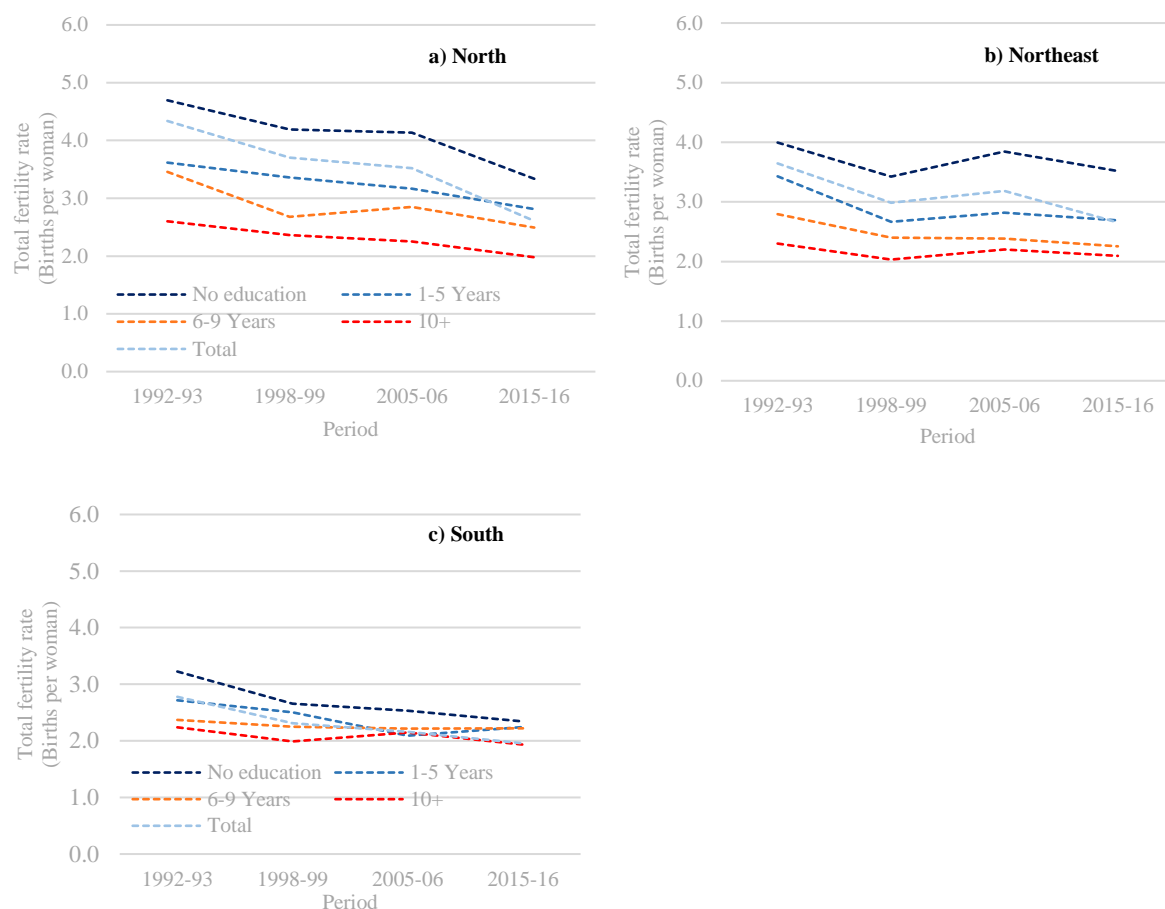 a) North
6.0
5.0
4.0
3.0
2.0
1.0
0.0
Total fertility rate
(Births per woman)
No education
1-5 Years
6-9 Years
10+
Total
1992-93 1998-99 2005-06 2015-16
Period
b) Northeast
6.0
5.0
4.0
3.0
2.0
1.0
0.0
Total fertility rate
(Births per woman)
1992-93 1998-99 2005-06 2015-16
Period
c) South
6.0
5.0
4.0
3.0
2.0
1.0
0.0
Total fertility rate
(Births per woman)
No education
1-5 Years
6-9 Years
10+
Total
1992-93 1998-99 2005-06 2015-16
Period